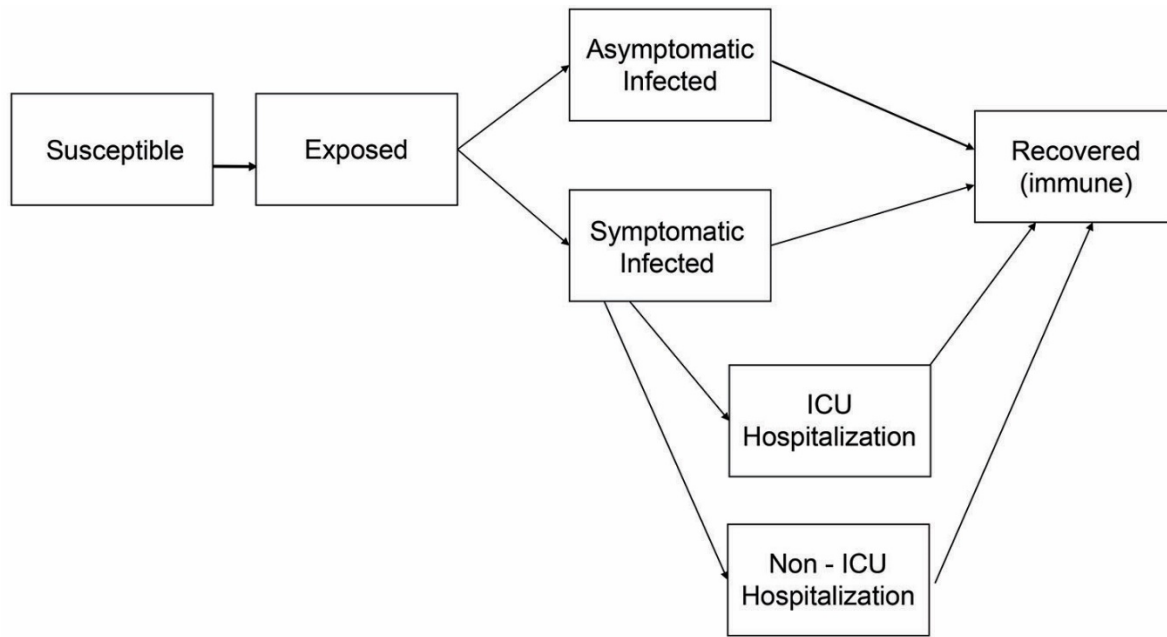 Asymptomatic
Infected
Susceptible
Exposed
Recovered
(immune)
Symptomatic
Infected
ICU
Hospitalization
Non - ICU
Hospitalization